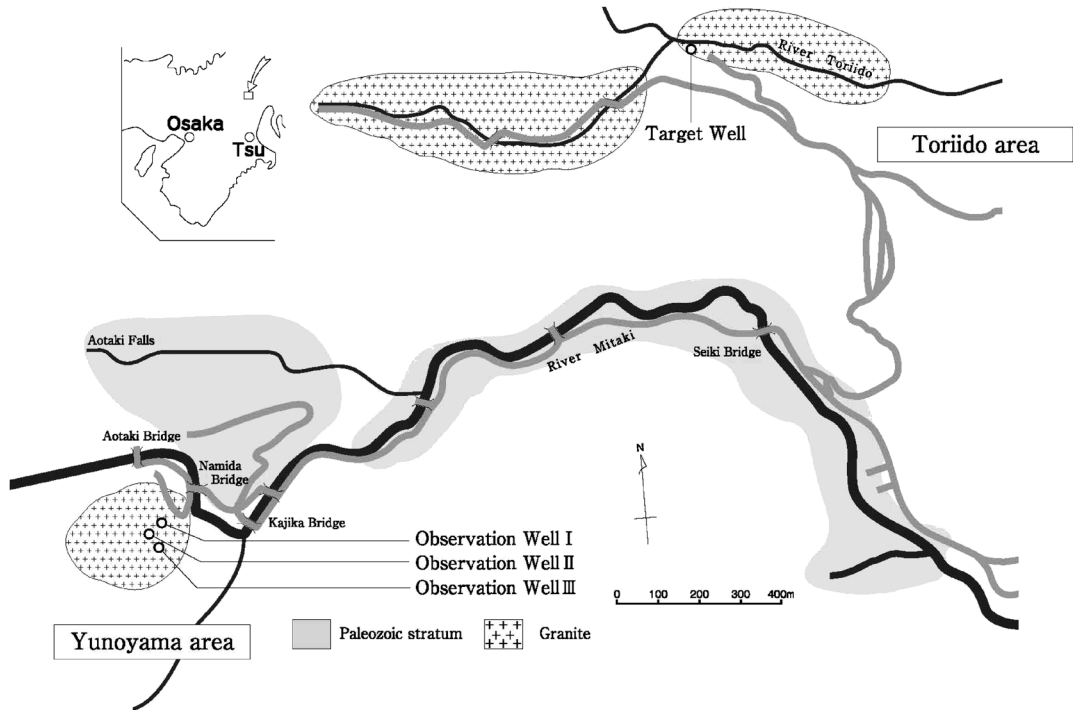 Osaka
Tsu
River Toriido
Target Well
Toriido area
Aotaki Falls
River Mitaki
Seiki Bridge
Aotaki Bridge
Namida
Bridge
Kajika Bridge
N
Observation Well I
Observation Well II
Observation Well III
0 100 200 300 400m
Paleozoic stratum
Granite
Yunoyama area